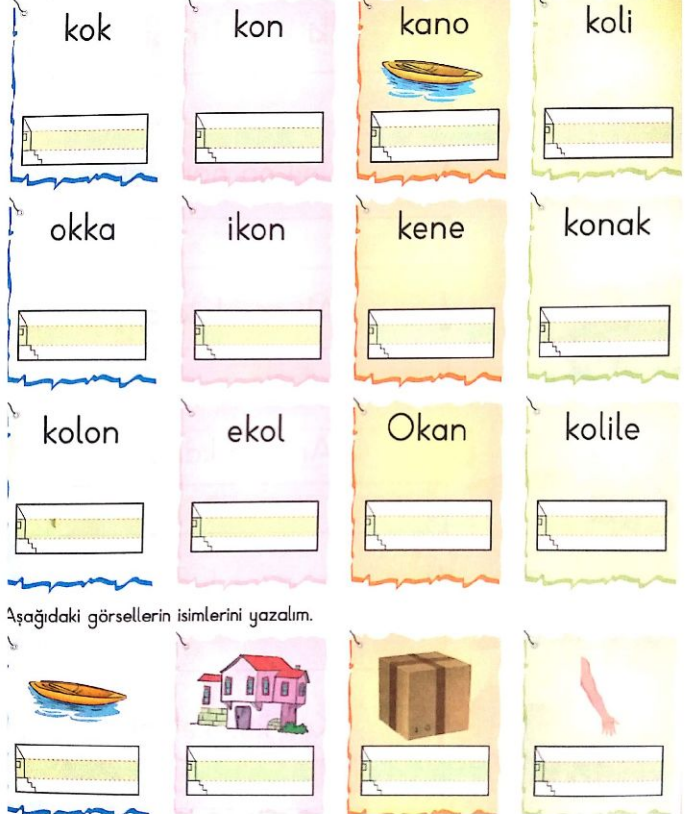 kok kon kano koli
okka ikon kene konak
kolon ekol Okan kolile
Aşağıdaki görsellerin isimlerini yazalım.